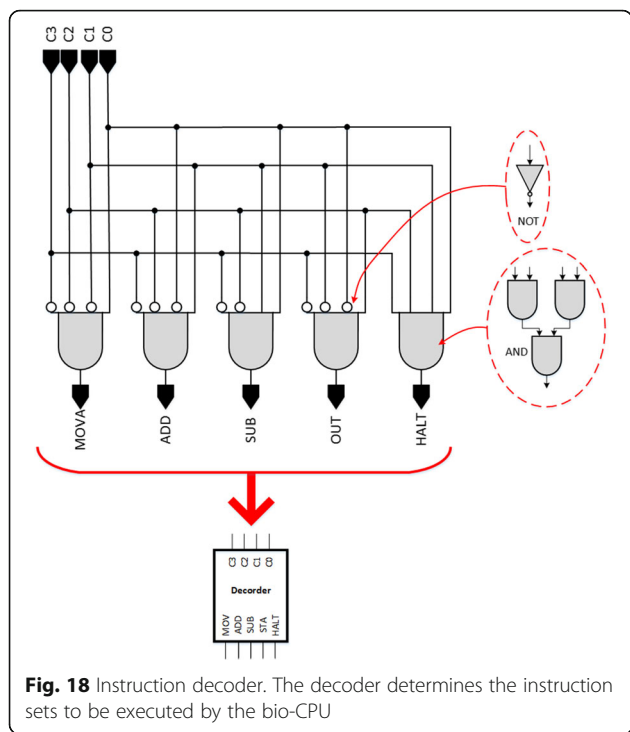 C3 C2 C1 C0
NOT
AND
MOVA ADD SUB OUT HALT
C3 C2 C1 C0
Decorder
MOV ADD SUB STA HALT
Fig. 18 Instruction decoder. The decoder determines the instruction
sets to be executed by the bio-CPU